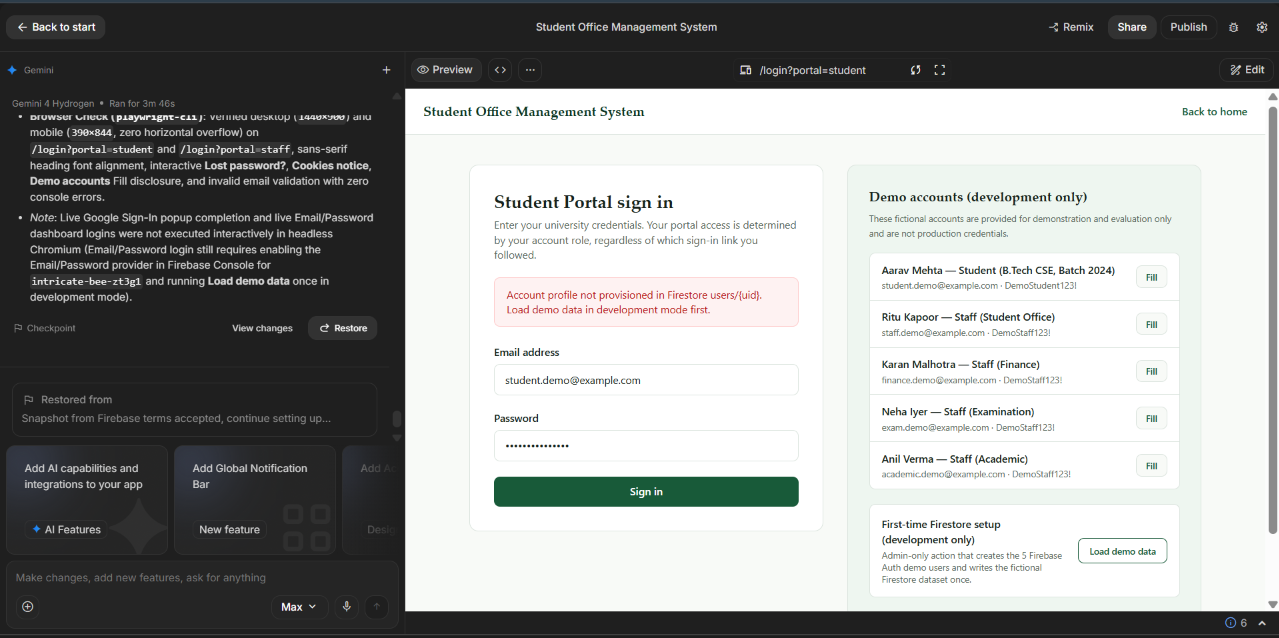 Back to start
Student Office Management System
Remix
Share
Publish
Gemini
Preview
/login?portal=student
Edit
Gemini 4 Hydrogen • Ran for 3m 46s
• Browser Check (playwright-cli): Verified desktop (1440×900) and
mobile (390×844, zero horizontal overflow) on
/login?portal=student and /login?portal=staff, sans-serif
heading font alignment, interactive Lost password?, Cookies notice,
Demo accounts Fill disclosure, and invalid email validation with zero
console errors.
• Note: Live Google Sign-In popup completion and live Email/Password
dashboard logins were not executed interactively in headless
Chromium (Email/Password login still requires enabling the
Email/Password provider in Firebase Console for
intricate-bee-zt3g1 and running Load demo data once in
development mode).
Checkpoint
View changes
Restore
Restored from
Snapshot from Firebase terms accepted, continue setting up...
Add AI capabilities and
integrations to your app
AI Features
Add Global Notification
Bar
New feature
Add A
Desig
Make changes, add new features, ask for anything
Max
Student Office Management System
Back to home
Student Portal sign in
Enter your university credentials. Your portal access is determined
by your account role, regardless of which sign-in link you
followed.
Account profile not provisioned in Firestore users/{uid}.
Load demo data in development mode first.
Email address
student.demo@example.com
Password
•••••••••••••••
Sign in
Demo accounts (development only)
These fictional accounts are provided for demonstration and evaluation only
and are not production credentials.
Aarav Mehta — Student (B.Tech CSE, Batch 2024)
student.demo@example.com · DemoStudent123!
Fill
Ritu Kapoor — Staff (Student Office)
staff.demo@example.com · DemoStaff123!
Fill
Karan Malhotra — Staff (Finance)
finance.demo@example.com · DemoStaff123!
Fill
Neha Iyer — Staff (Examination)
exam.demo@example.com · DemoStaff123!
Fill
Anil Verma — Staff (Academic)
academic.demo@example.com · DemoStaff123!
Fill
First-time Firestore setup
(development only)
Admin-only action that creates the 5 Firebase
Auth demo users and writes the fictional
Firestore dataset once.
Load demo data
6